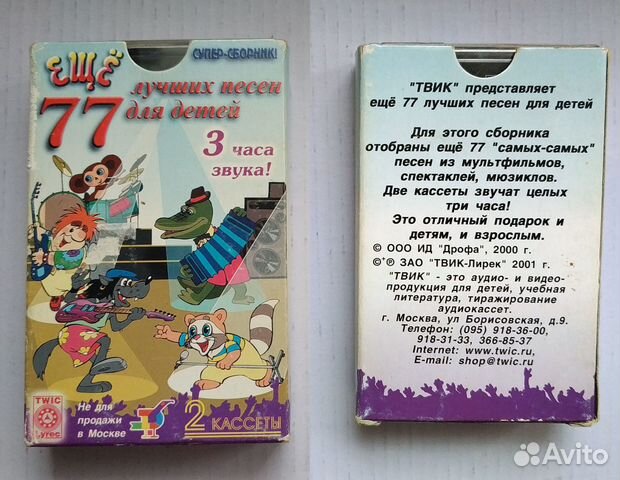 СУПЕР-СБОРНИК!
ЕЩЁ
77
лучших песен
для детей
3 часа
звука!
TWIC
Lyrec
Не для
продажи
в Москве
2 КАССЕТЫ
"ТВИК" представляет
ещё 77 лучших песен для детей
Для этого сборника
отобраны ещё 77 "самых-самых"
песен из мультфильмов,
спектаклей, мюзиклов.
Две кассеты звучат целых
три часа!
Это отличный подарок и
детям, и взрослым.
© ООО ИД "Дрофа", 2000 г.
©℗ ЗАО "ТВИК-Лирек" 2001 г.
"ТВИК" - это аудио- и видео-
продукция для детей, учебная
литература, тиражирование
аудиокассет.
г. Москва, ул Борисовская, д.9.
Телефон: (095) 918-36-00,
918-31-33, 366-85-37
Internet: www.twic.ru,
E-mail: shop@twic.ru
Avito